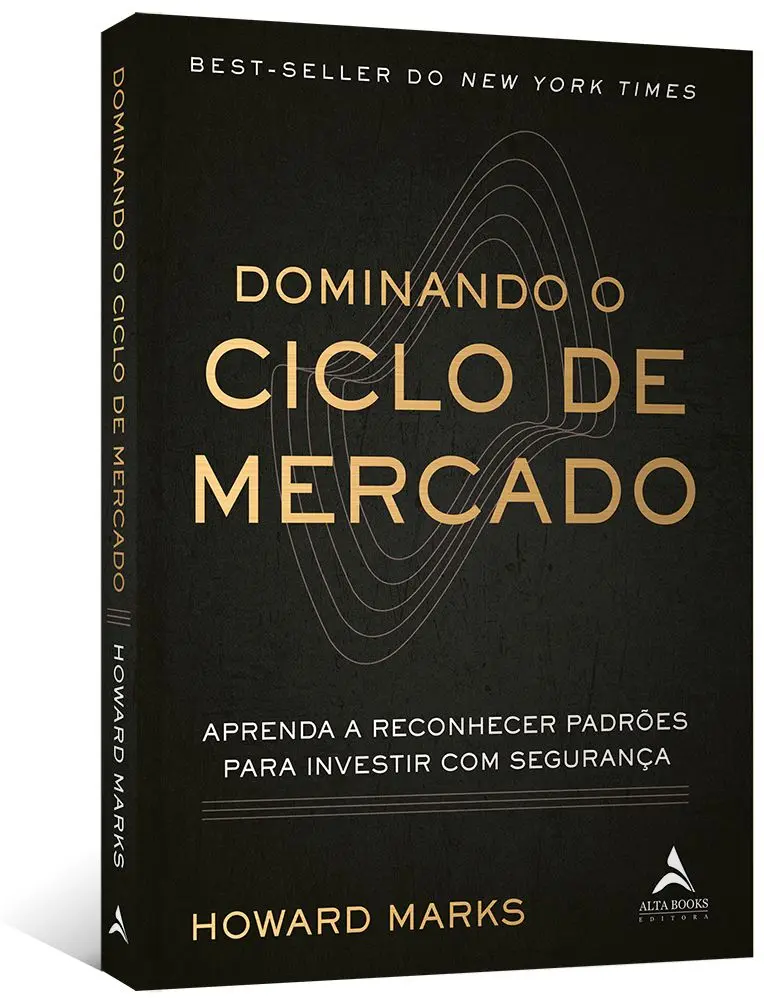 BEST-SELLER DO NEW YORK TIMES
DOMINANDO O
CICLO DE
MERCADO
APRENDA A RECONHECER PADRÕES
PARA INVESTIR COM SEGURANÇA
HOWARD MARKS
ALTA BOOKS
EDITORA
DOMINANDO O CICLO DE MERCADO HOWARD MARKS